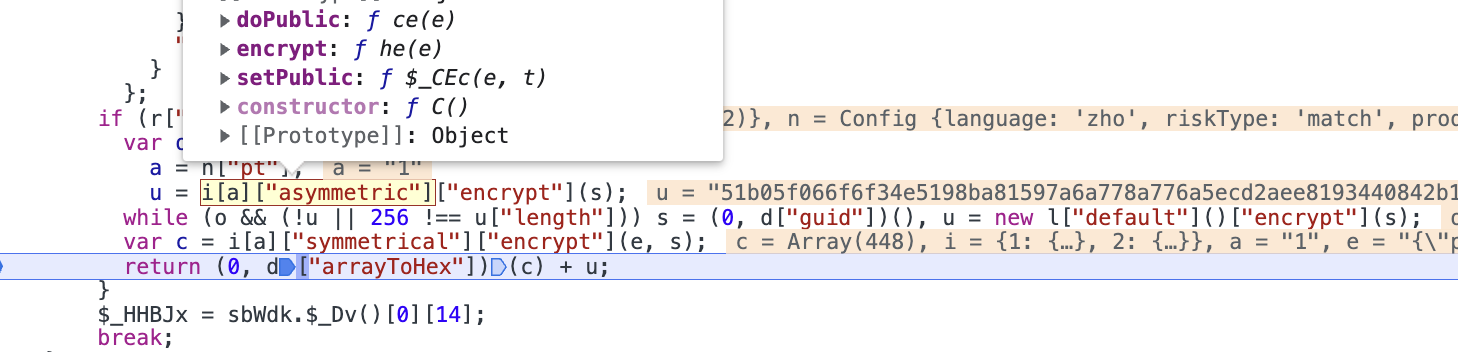 ▸ doPublic: ƒ ce(e)
}
▸ encrypt: ƒ he(e)
"
▸ setPublic: ƒ $_CEc(e, t)
}
▸ constructor: ƒ C()
};
if (r[" 2)}, n = Config {language: 'zho', riskType: 'match', prod
▸ [[Prototype]]: Object
var c
a = n["pt"], a = "1"
u = i[a]["asymmetric"]["encrypt"](s); u = "51b05f066f6f34e5198ba81597a6a778a776a5ecd2aee8193440842b1
while (o && (!u || 256 !== u["length"])) s = (0, d["guid"])(), u = new l["default"]()["encrypt"](s);
var c = i[a]["symmetrical"]["encrypt"](e, s); c = Array(448), i = {1: {…}, 2: {…}}, a = "1", e = "{\"p
return (0, d["arrayToHex"])(c) + u;
}
$_HHBJx = sbWdk.$_Dv()[0][14];
break;